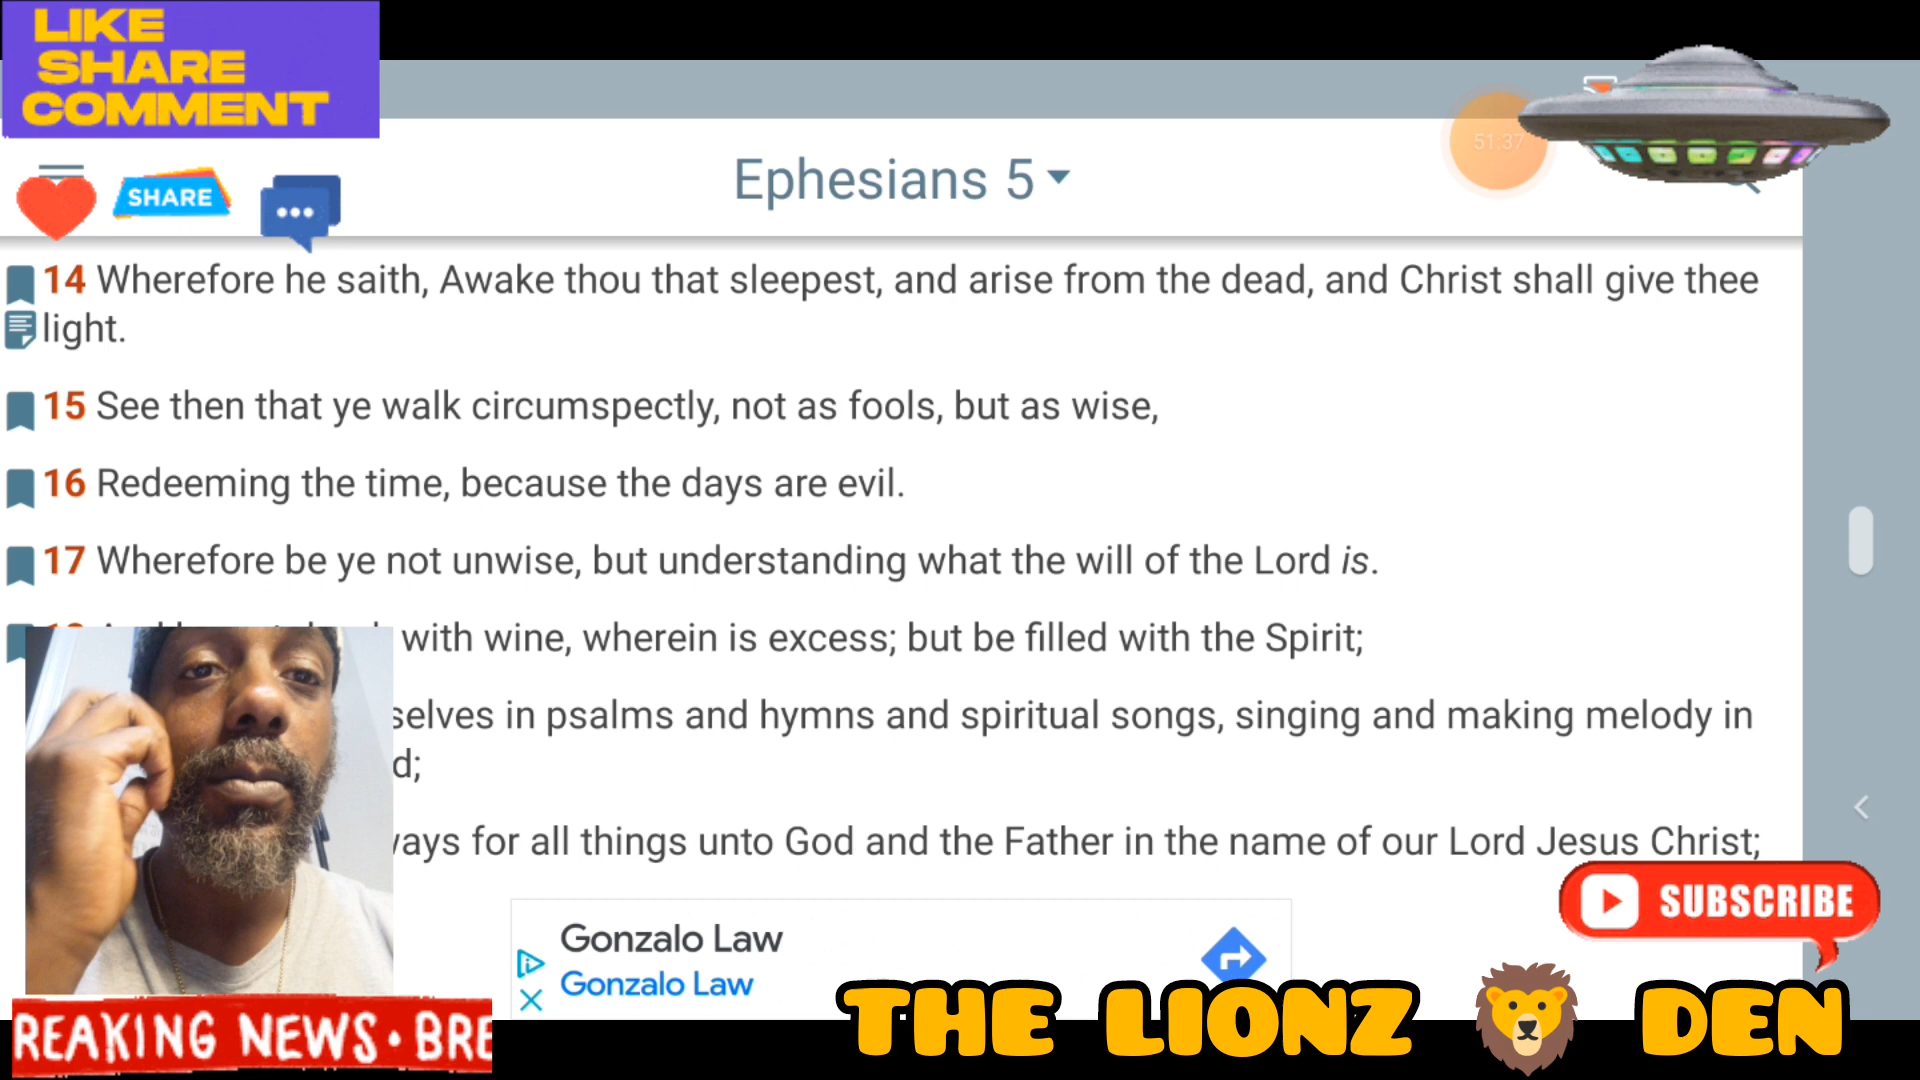 LIKE
SHARE
COMMENT
SHARE
Ephesians 5
51:37
14 Wherefore he saith, Awake thou that sleepest, and arise from the dead, and Christ shall give thee
light.
15 See then that ye walk circumspectly, not as fools, but as wise,
16 Redeeming the time, because the days are evil.
17 Wherefore be ye not unwise, but understanding what the will of the Lord is.
with wine, wherein is excess; but be filled with the Spirit;
selves in psalms and hymns and spiritual songs, singing and making melody in
d;
ways for all things unto God and the Father in the name of our Lord Jesus Christ;
SUBSCRIBE
Gonzalo Law
Gonzalo Law
THE LIONZ DEN
REAKING NEWS • BRE